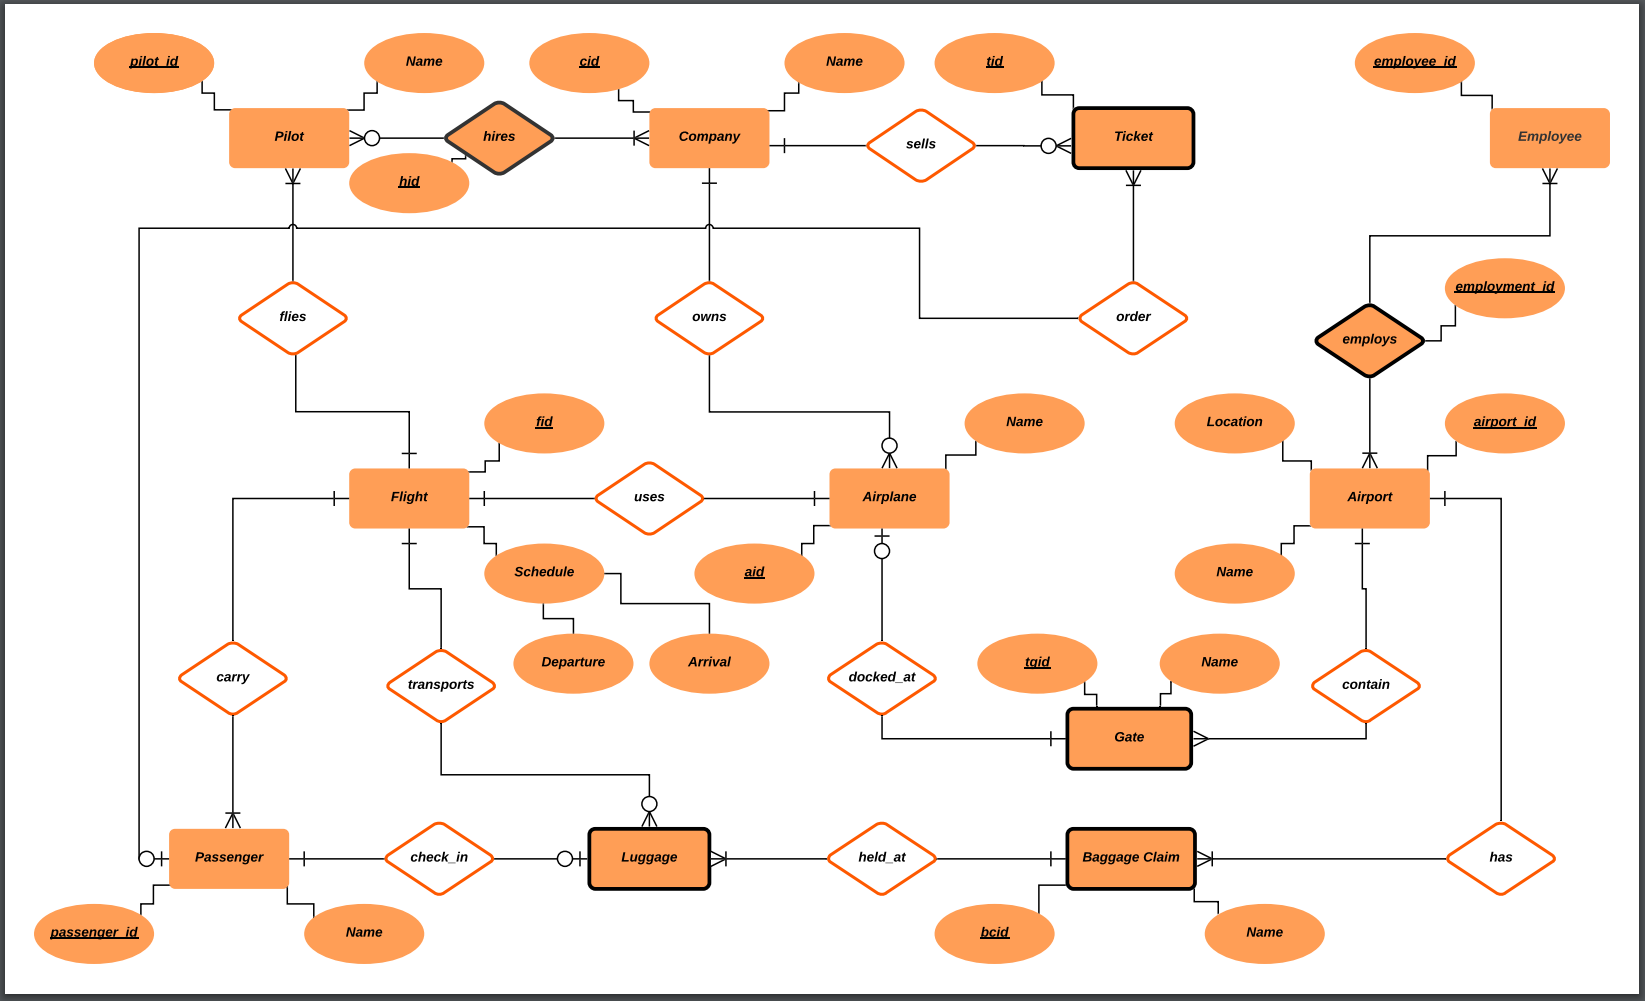 pilot_id
Name
cid
Name
tid
employee_id
Pilot
hires
Company
sells
Ticket
Employee
hid
employment_id
flies
owns
order
employs
fid
Name
Location
airport_id
Flight
uses
Airplane
Airport
Schedule
aid
Name
Departure
Arrival
tgid
Name
carry
transports
docked_at
contain
Gate
Passenger
check_in
Luggage
held_at
Baggage Claim
has
passenger_id
Name
bcid
Name